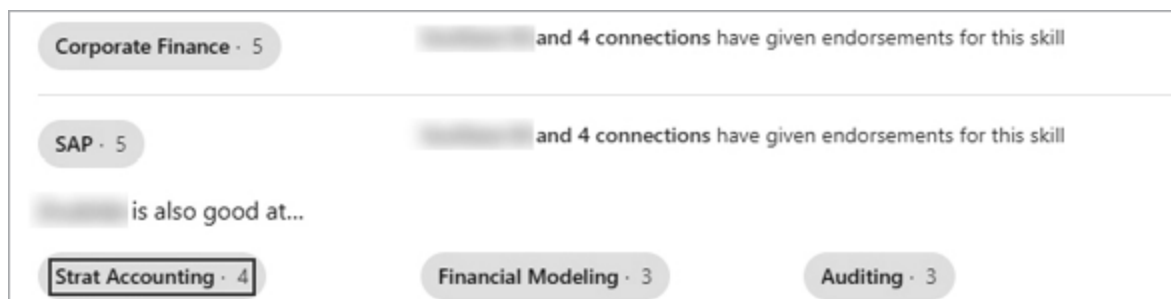 Corporate Finance · 5
and 4 connections have given endorsements for this skill
SAP · 5
and 4 connections have given endorsements for this skill
is also good at...
Strat Accounting · 4
Financial Modeling · 3
Auditing · 3